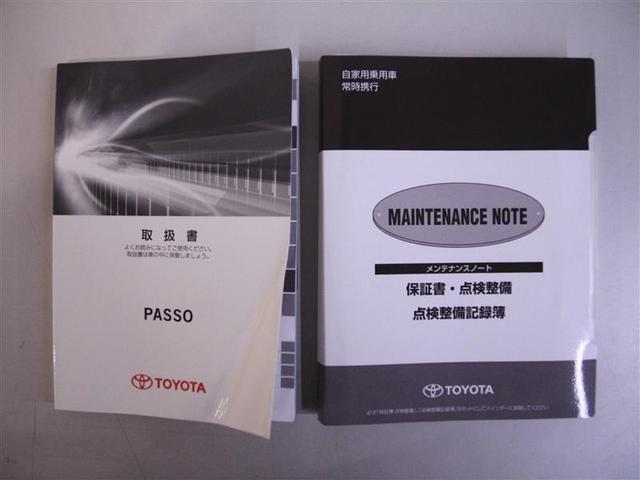 取扱書
よくお読みになってご使用ください。
取扱書は車の中に保管しましょう。
PASSO
TOYOTA
自家用乗用車
常時携行
MAINTENANCE NOTE
メンテナンスノート
保証書・点検整備
点検整備記録簿
TOYOTA